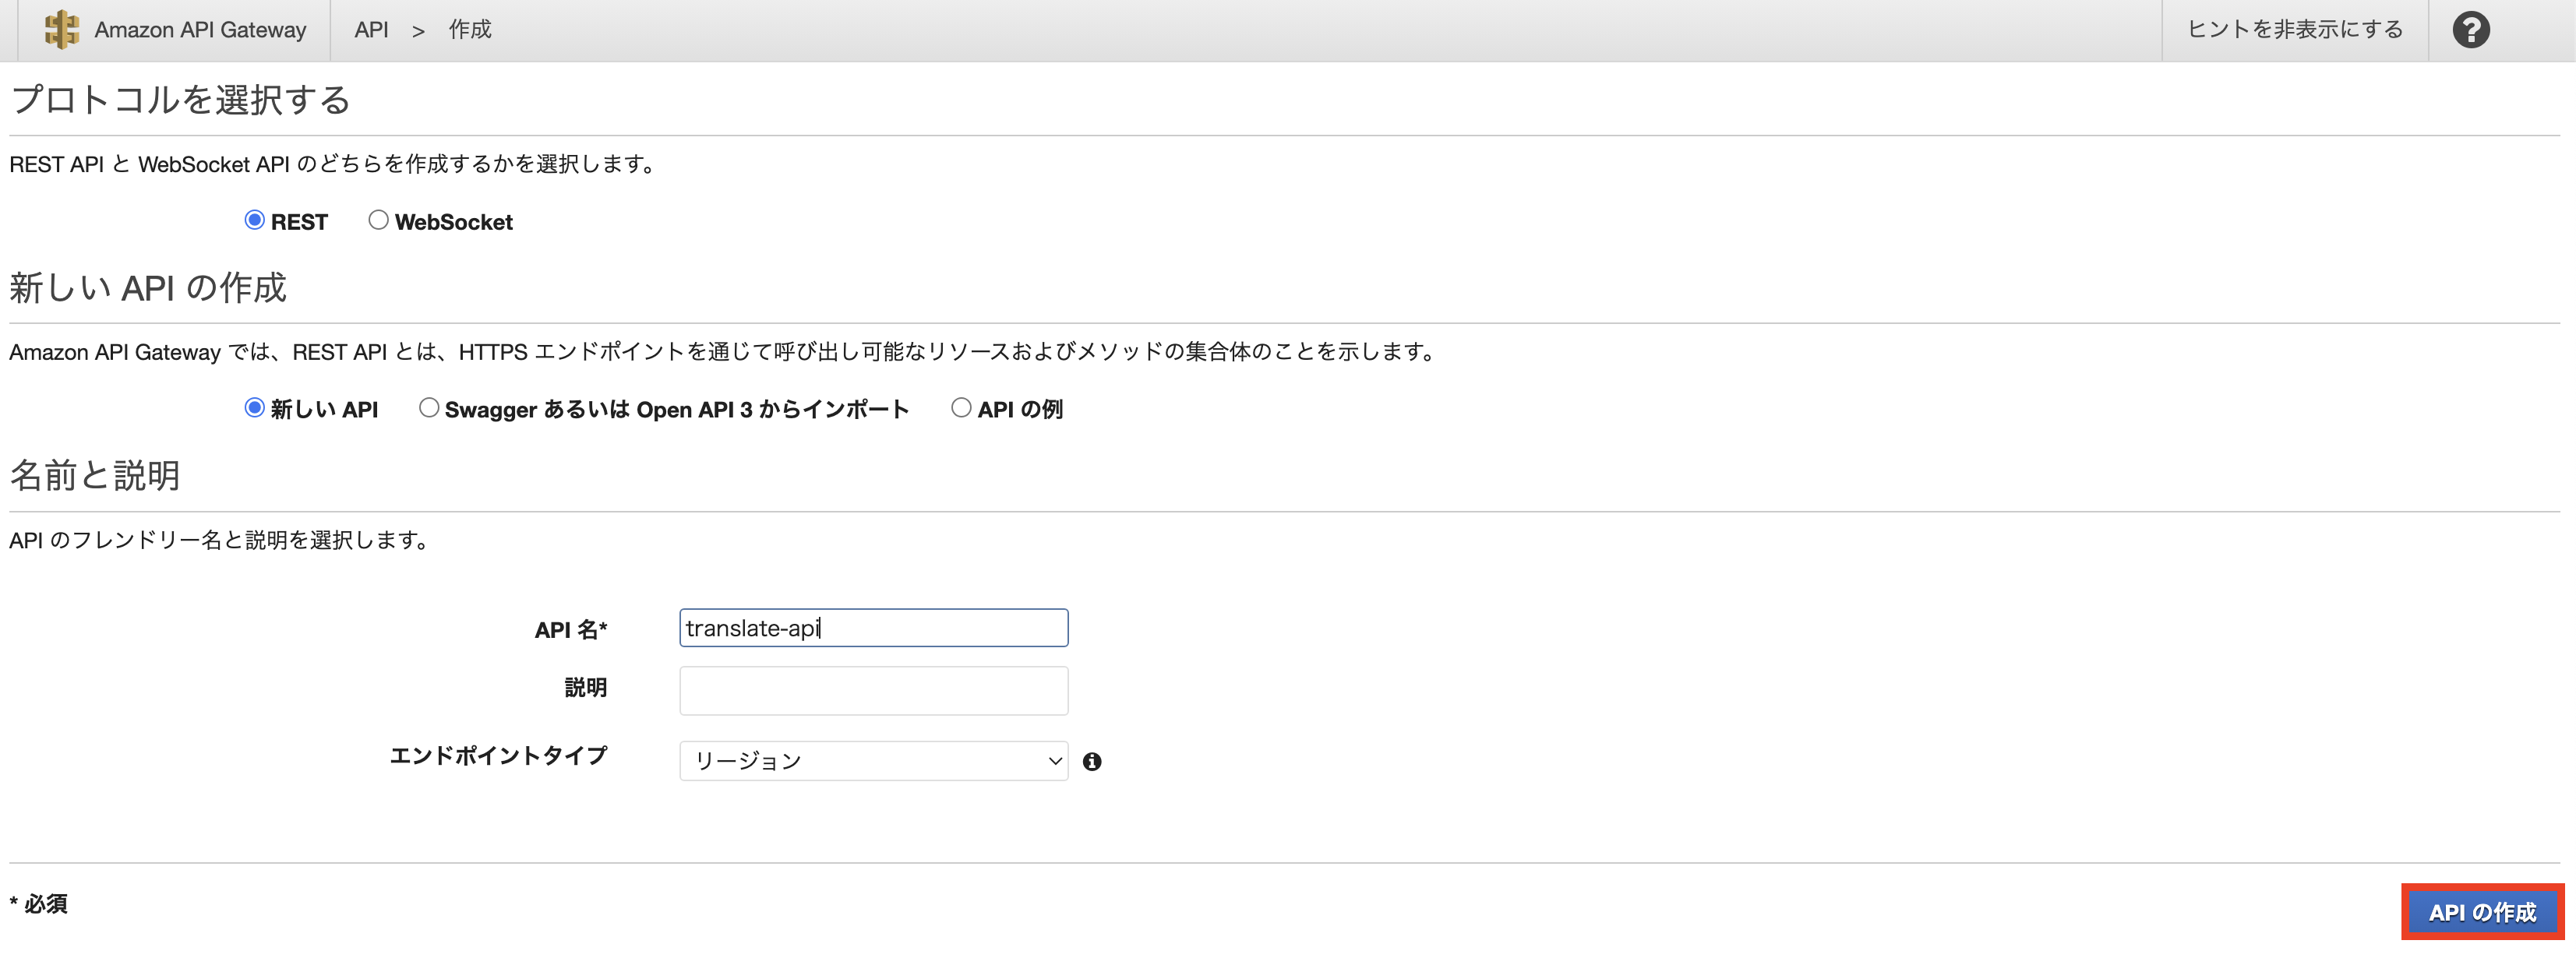 Amazon API Gateway API > 作成 ヒントを非表示にする ?
プロトコルを選択する
REST API と WebSocket API のどちらを作成するかを選択します。
REST WebSocket
新しい API の作成
Amazon API Gateway では、REST API とは、HTTPS エンドポイントを通じて呼び出し可能なリソースおよびメソッドの集合体のことを示します。
新しい API Swagger あるいは Open API 3 からインポート API の例
名前と説明
API のフレンドリー名と説明を選択します。
API 名* translate-api
説明
エンドポイントタイプ リージョン
* 必須 API の作成